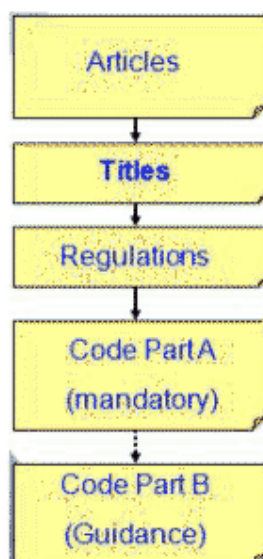 Articles
Titles
Regulations
Code Part A
(mandatory)
Code Part B
(Guidance)